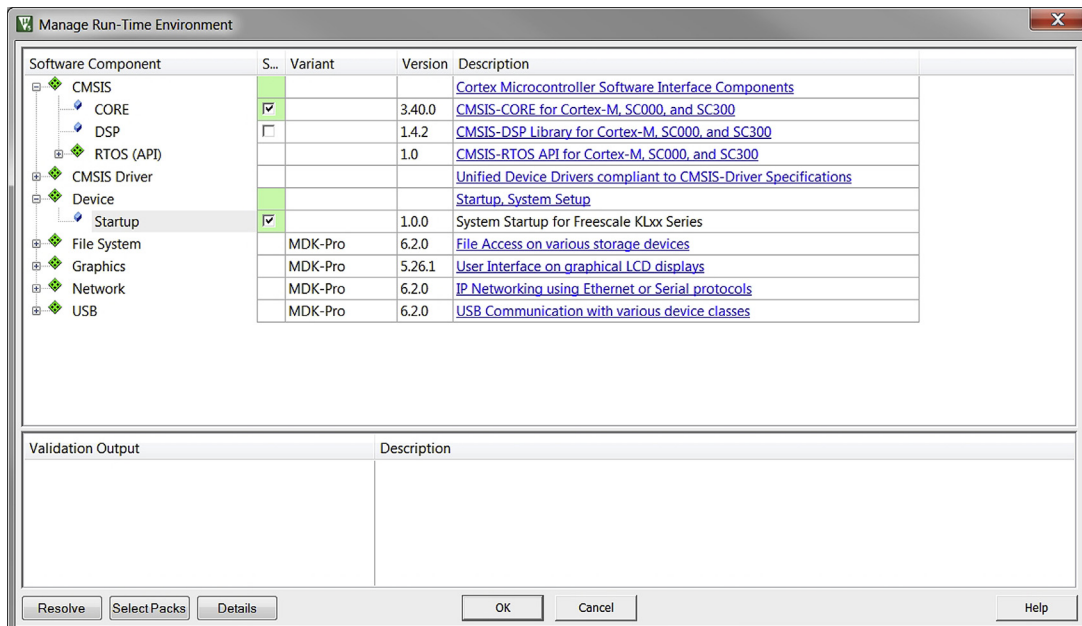 Manage Run-Time Environment
Software Component S... Variant Version Description
CMSIS Cortex Microcontroller Software Interface Components
CORE 3.40.0 CMSIS-CORE for Cortex-M, SC000, and SC300
DSP 1.4.2 CMSIS-DSP Library for Cortex-M, SC000, and SC300
RTOS (API) 1.0 CMSIS-RTOS API for Cortex-M, SC000, and SC300
CMSIS Driver Unified Device Drivers compliant to CMSIS-Driver Specifications
Device Startup, System Setup
Startup 1.0.0 System Startup for Freescale KLxx Series
File System MDK-Pro 6.2.0 File Access on various storage devices
Graphics MDK-Pro 5.26.1 User Interface on graphical LCD displays
Network MDK-Pro 6.2.0 IP Networking using Ethernet or Serial protocols
USB MDK-Pro 6.2.0 USB Communication with various device classes
Validation Output Description
Resolve Select Packs Details OK Cancel Help